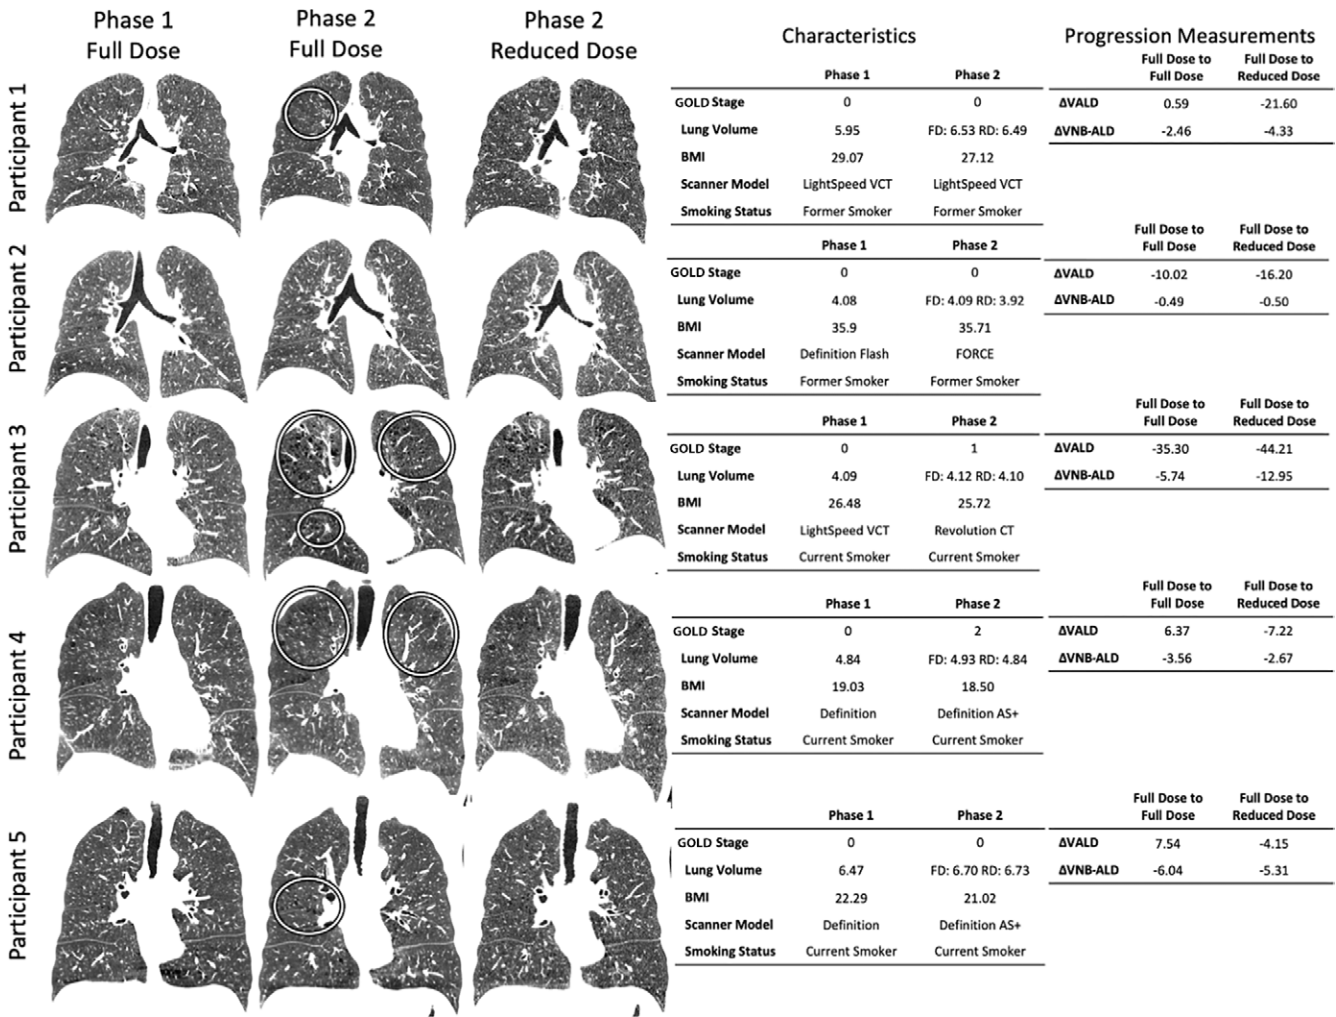 Phase 1
Full Dose
Phase 2
Full Dose
Phase 2
Reduced Dose
Characteristics
Progression Measurements
Participant 1
Phase 1 Phase 2
GOLD Stage 0 0
Lung Volume 5.95 FD: 6.53 RD: 6.49
BMI 29.07 27.12
Scanner Model LightSpeed VCT LightSpeed VCT
Smoking Status Former Smoker Former Smoker
Full Dose to Full Dose to
Full Dose Reduced Dose
ΔVALD 0.59 -21.60
ΔVNB-ALD -2.46 -4.33
Participant 2
Phase 1 Phase 2
GOLD Stage 0 0
Lung Volume 4.08 FD: 4.09 RD: 3.92
BMI 35.9 35.71
Scanner Model Definition Flash FORCE
Smoking Status Former Smoker Former Smoker
Full Dose to Full Dose to
Full Dose Reduced Dose
ΔVALD -10.02 -16.20
ΔVNB-ALD -0.49 -0.50
Participant 3
Phase 1 Phase 2
GOLD Stage 0 1
Lung Volume 4.09 FD: 4.12 RD: 4.10
BMI 26.48 25.72
Scanner Model LightSpeed VCT Revolution CT
Smoking Status Current Smoker Current Smoker
Full Dose to Full Dose to
Full Dose Reduced Dose
ΔVALD -35.30 -44.21
ΔVNB-ALD -5.74 -12.95
Participant 4
Phase 1 Phase 2
GOLD Stage 0 2
Lung Volume 4.84 FD: 4.93 RD: 4.84
BMI 19.03 18.50
Scanner Model Definition Definition AS+
Smoking Status Current Smoker Current Smoker
Full Dose to Full Dose to
Full Dose Reduced Dose
ΔVALD 6.37 -7.22
ΔVNB-ALD -3.56 -2.67
Participant 5
Phase 1 Phase 2
GOLD Stage 0 0
Lung Volume 6.47 FD: 6.70 RD: 6.73
BMI 22.29 21.02
Scanner Model Definition Definition AS+
Smoking Status Current Smoker Current Smoker
Full Dose to Full Dose to
Full Dose Reduced Dose
ΔVALD 7.54 -4.15
ΔVNB-ALD -6.04 -5.31